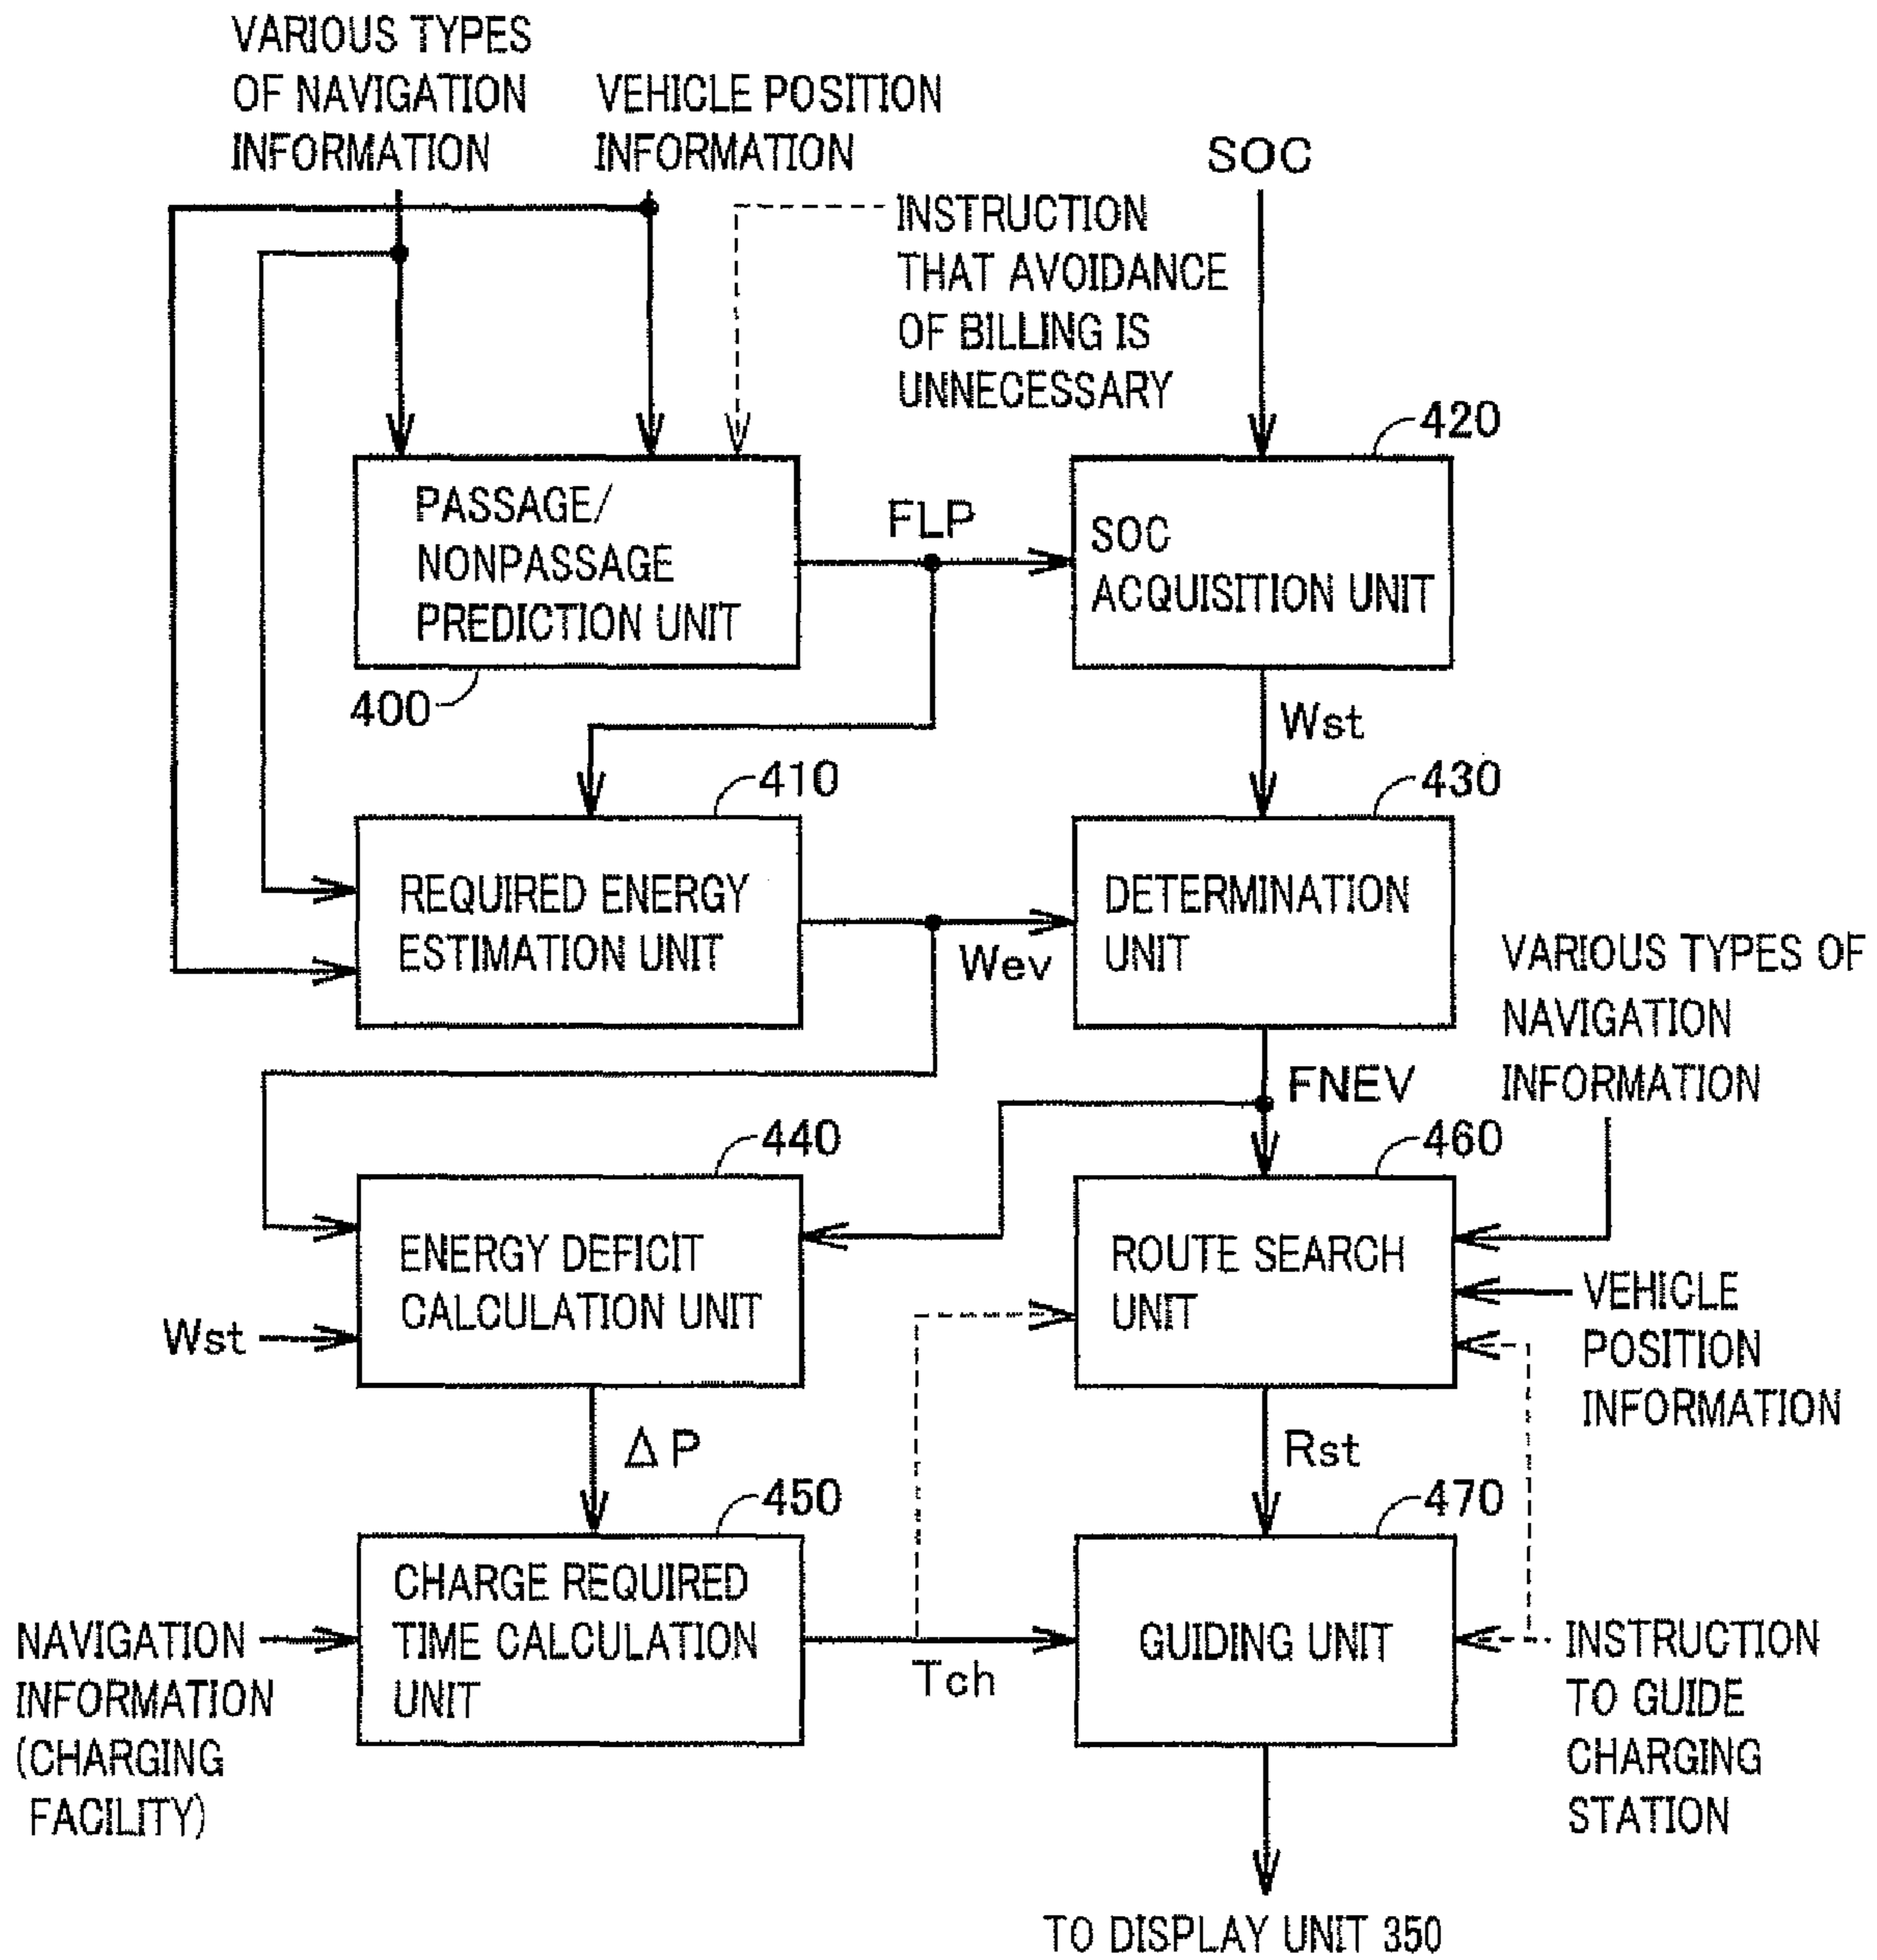 VARIOUS TYPES
OF NAVIGATION
INFORMATION
VEHICLE POSITION
INFORMATION
SOC
INSTRUCTION
THAT AVOIDANCE
OF BILLING IS
UNNECESSARY
420
PASSAGE/
NONPASSAGE
PREDICTION UNIT
FLP
SOC
ACQUISITION UNIT
400
Wst
410
430
REQUIRED ENERGY
ESTIMATION UNIT
Wev
DETERMINATION
UNIT
VARIOUS TYPES OF
NAVIGATION
INFORMATION
FNEV
440
460
ENERGY DEFICIT
CALCULATION UNIT
ROUTE SEARCH
UNIT
VEHICLE
POSITION
INFORMATION
Wst
ΔP
Rst
450
470
CHARGE REQUIRED
TIME CALCULATION
UNIT
NAVIGATION
INFORMATION
(CHARGING
FACILITY)
Tch
GUIDING UNIT
INSTRUCTION
TO GUIDE
CHARGING
STATION
TO DISPLAY UNIT 350